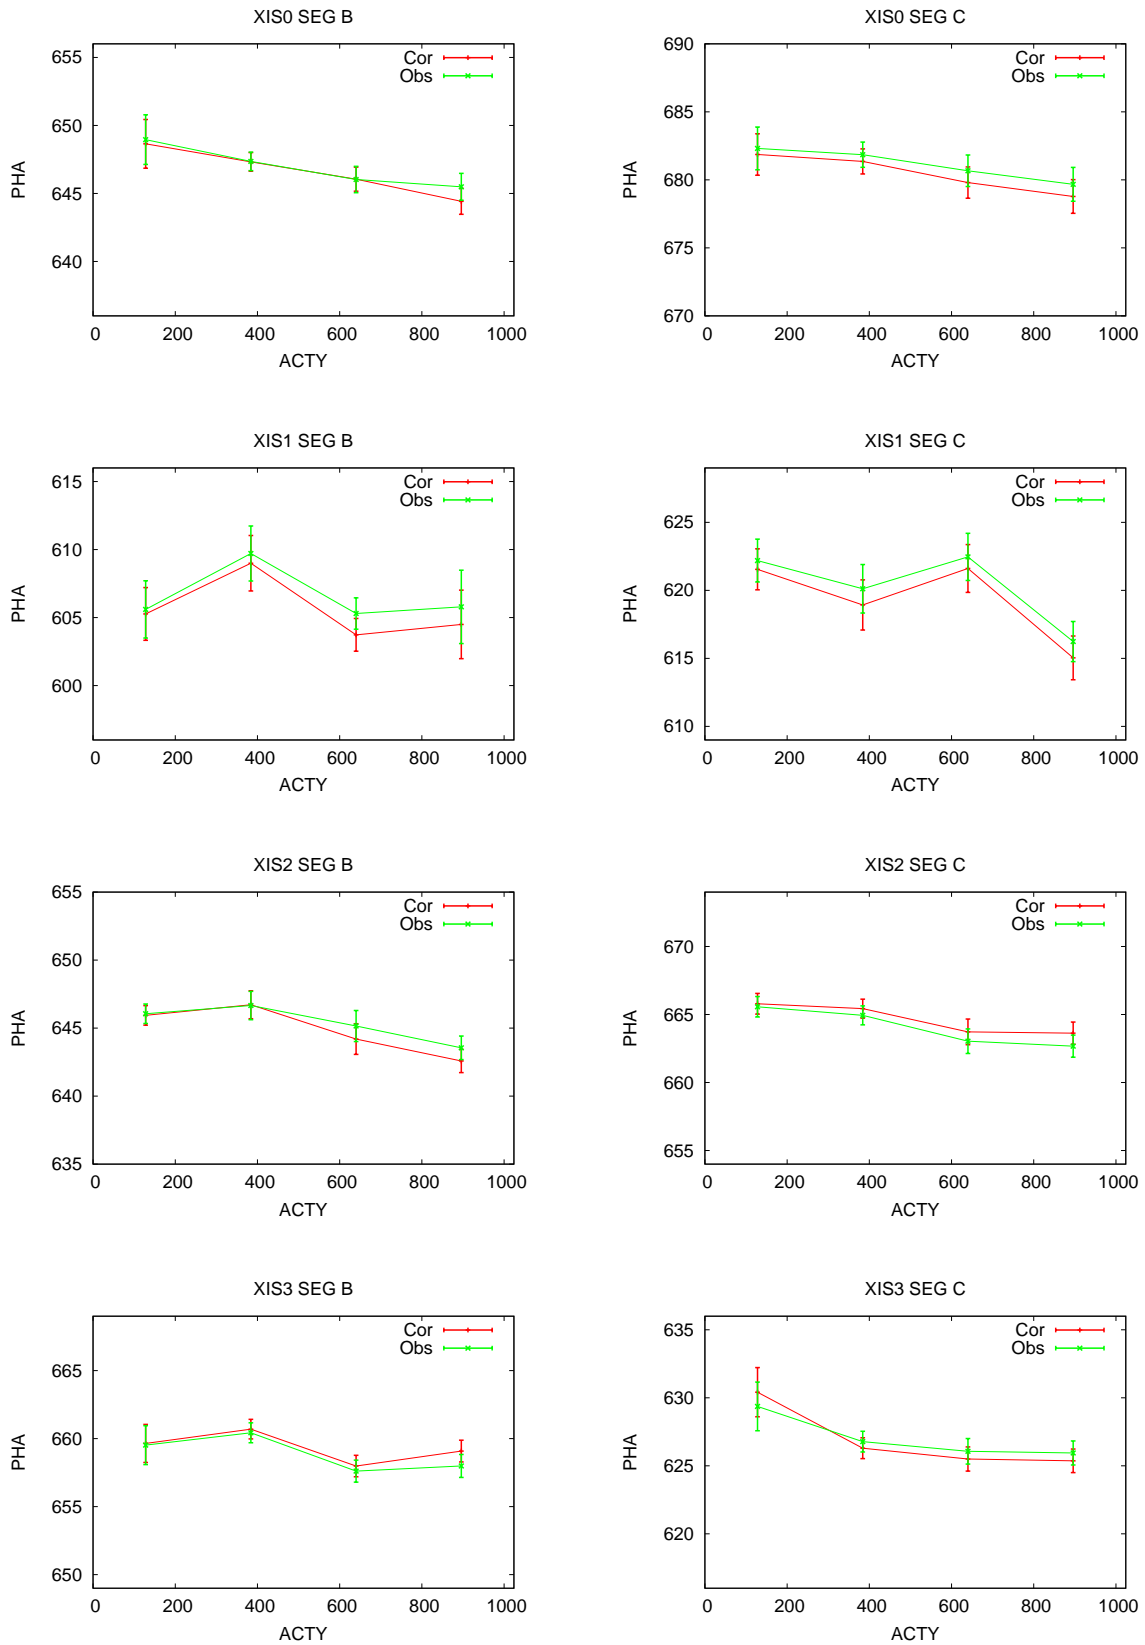 XIS0 SEG B
655
650
645
640
PHA
Cor
Obs
0 200 400 600 800 1000
ACTY
XIS0 SEG C
690
685
680
675
670
PHA
Cor
Obs
0 200 400 600 800 1000
ACTY
XIS1 SEG B
615
610
605
600
PHA
Cor
Obs
0 200 400 600 800 1000
ACTY
XIS1 SEG C
625
620
615
610
PHA
Cor
Obs
0 200 400 600 800 1000
ACTY
XIS2 SEG B
655
650
645
640
635
PHA
Cor
Obs
0 200 400 600 800 1000
ACTY
XIS2 SEG C
670
665
660
655
PHA
Cor
Obs
0 200 400 600 800 1000
ACTY
XIS3 SEG B
665
660
655
650
PHA
Cor
Obs
0 200 400 600 800 1000
ACTY
XIS3 SEG C
635
630
625
620
PHA
Cor
Obs
0 200 400 600 800 1000
ACTY